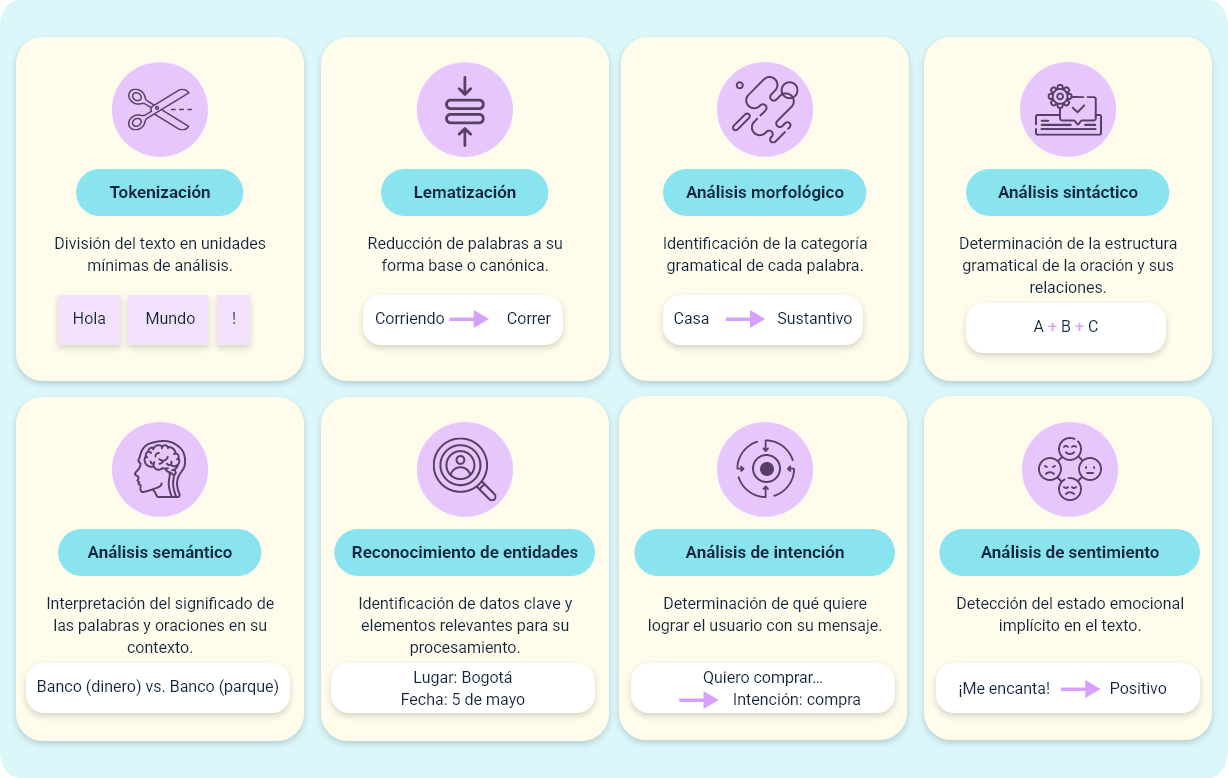 Tokenización
División del texto en unidades
mínimas de análisis.
Hola Mundo !
Lematización
Reducción de palabras a su
forma base o canónica.
Corriendo Correr
Análisis morfológico
Identificación de la categoría
gramatical de cada palabra.
Casa Sustantivo
Análisis sintáctico
Determinación de la estructura
gramatical de la oración y sus
relaciones.
A + B + C
Análisis semántico
Interpretación del significado de
las palabras y oraciones en su
contexto.
Banco (dinero) vs. Banco (parque)
Reconocimiento de entidades
Identificación de datos clave y
elementos relevantes para su
procesamiento.
Lugar: Bogotá
Fecha: 5 de mayo
Análisis de intención
Determinación de qué quiere
lograr el usuario con su mensaje.
Quiero comprar...
Intención: compra
Análisis de sentimiento
Detección del estado emocional
implícito en el texto.
¡Me encanta! Positivo